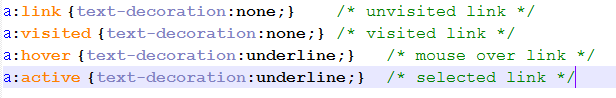 a:link {text-decoration:none;}    /* unvisited link */
a:visited {text-decoration:none;} /* visited link */
a:hover {text-decoration:underline;}   /* mouse over link */
a:active {text-decoration:underline;}  /* selected link */